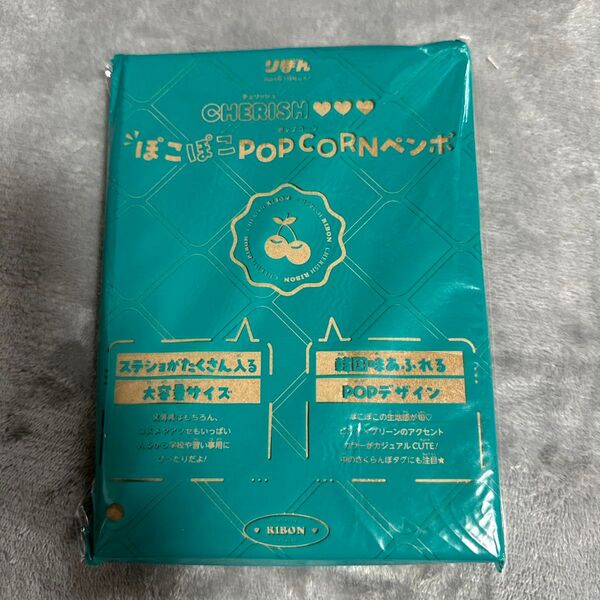 りぼん
チェリッシュ
CHERISH♥♥♥
ポップコーン
ぽこぽこPOPCORNペンポ
CHERISH RIBON CHERISH RIBON CHERISH RIBON
ステショがたくさん入る
大容量サイズ
文房具はもちろん、
コスメやアクセもいっぱい
入るから学校や習い事用に
ぴったりだよ!
韓国味あふれる
POPデザイン
ぽこぽこの生地感が旬♡
グリーンのアクセント
カラーがカジュアルCUTE!
中のさくらんぼタグにも注目★
♥ RIBON ♥